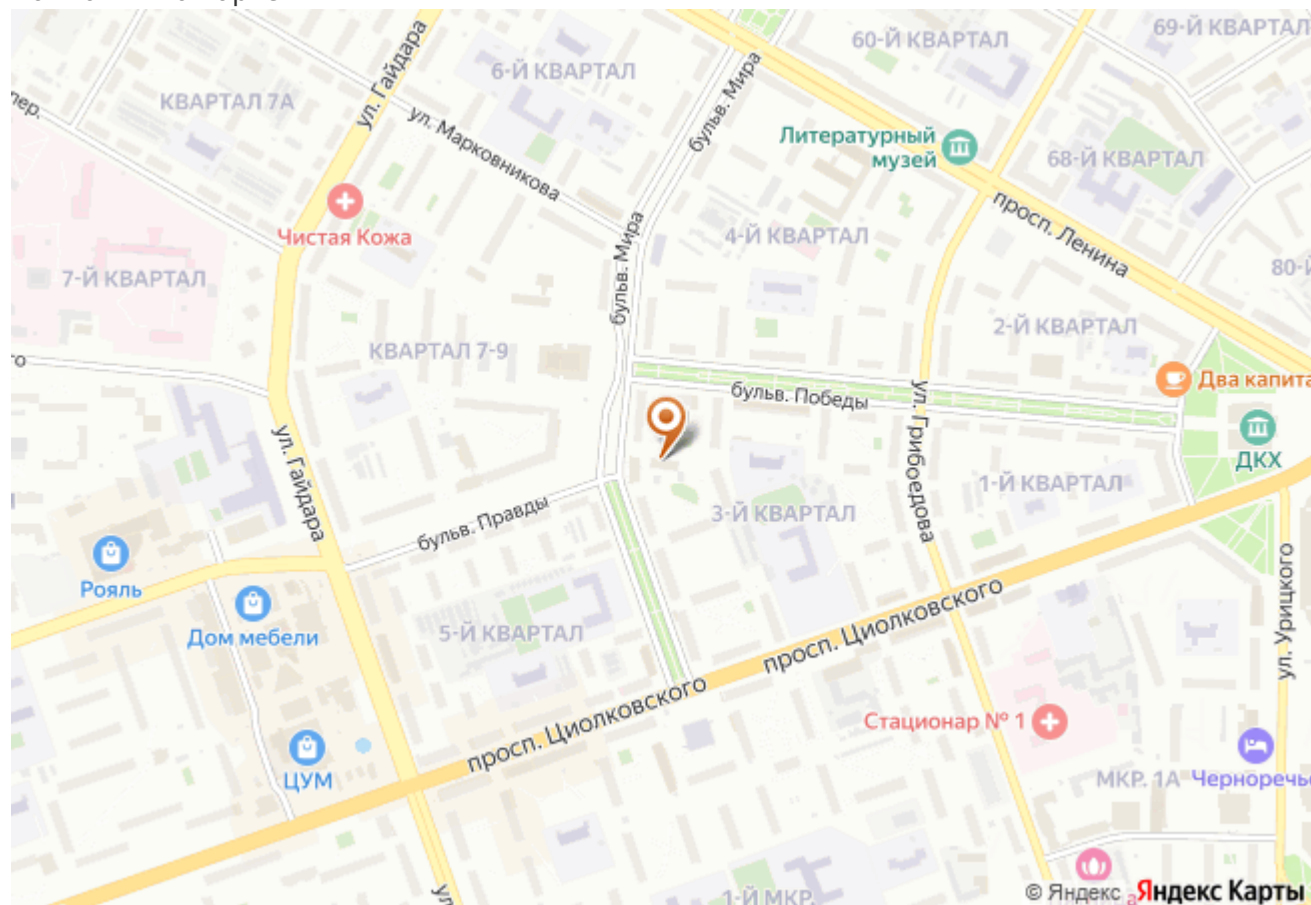 60-Й КВАРТАЛ
69-Й КВАРТАЛ
6-Й КВАРТАЛ
ул. Гайдара
бульв. Мира
КВАРТАЛ 7А
пер.
ул. Марковникова
Литературный
музей
68-Й КВАРТАЛ
просп. Ленина
Чистая Кожа
4-Й КВАРТАЛ
бульв. Мира
7-Й КВАРТАЛ
80-Й
2-Й КВАРТАЛ
КВАРТАЛ 7-9
бульв. Победы
Два капита
ул. Грибоедова
ДКХ
ул. Гайдара
1-Й КВАРТАЛ
3-Й КВАРТАЛ
бульв. Правды
Рояль
Дом мебели
5-Й КВАРТАЛ
просп. Циолковского
ул. Урицкого
просп. Циолковского
Стационар № 1
ЦУМ
МКР. 1А
Черноречье
1-Й МКР.
ул
© Яндекс Яндекс Карты